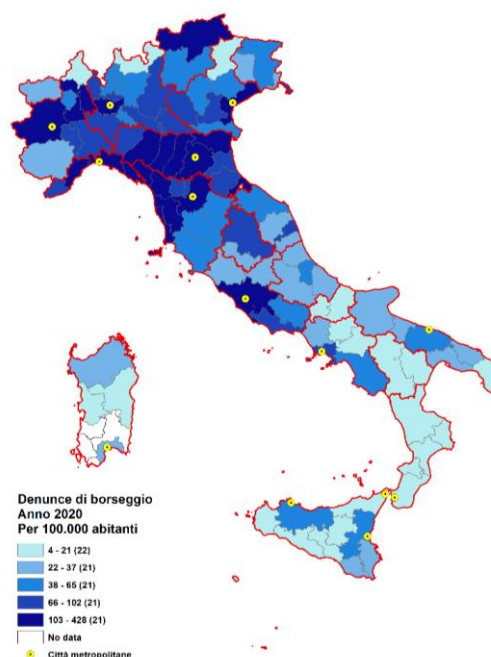 Denunce di borseggio
Anno 2020
Per 100.000 abitanti
4 - 21 (22)
22 - 37 (21)
38 - 65 (21)
66 - 102 (21)
103 - 428 (21)
No data
Città metropolitane